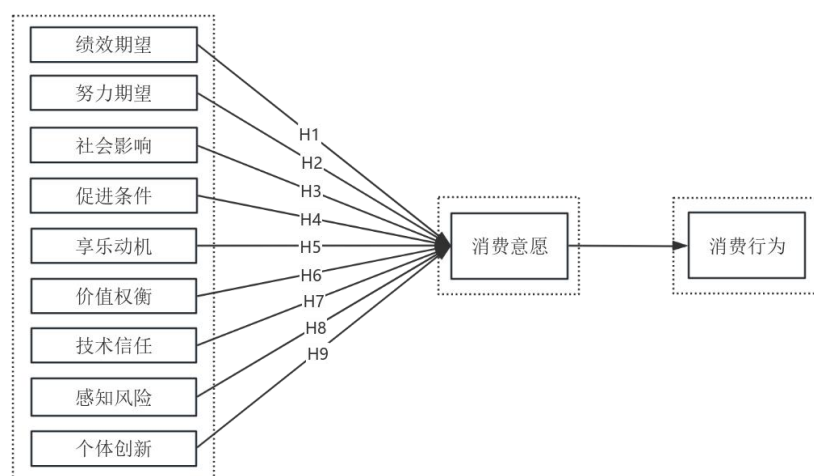 绩效期望
努力期望
社会影响
促进条件
享乐动机
价值权衡
技术信任
感知风险
个体创新
H1
H2
H3
H4
H5
H6
H7
H8
H9
消费意愿
消费行为